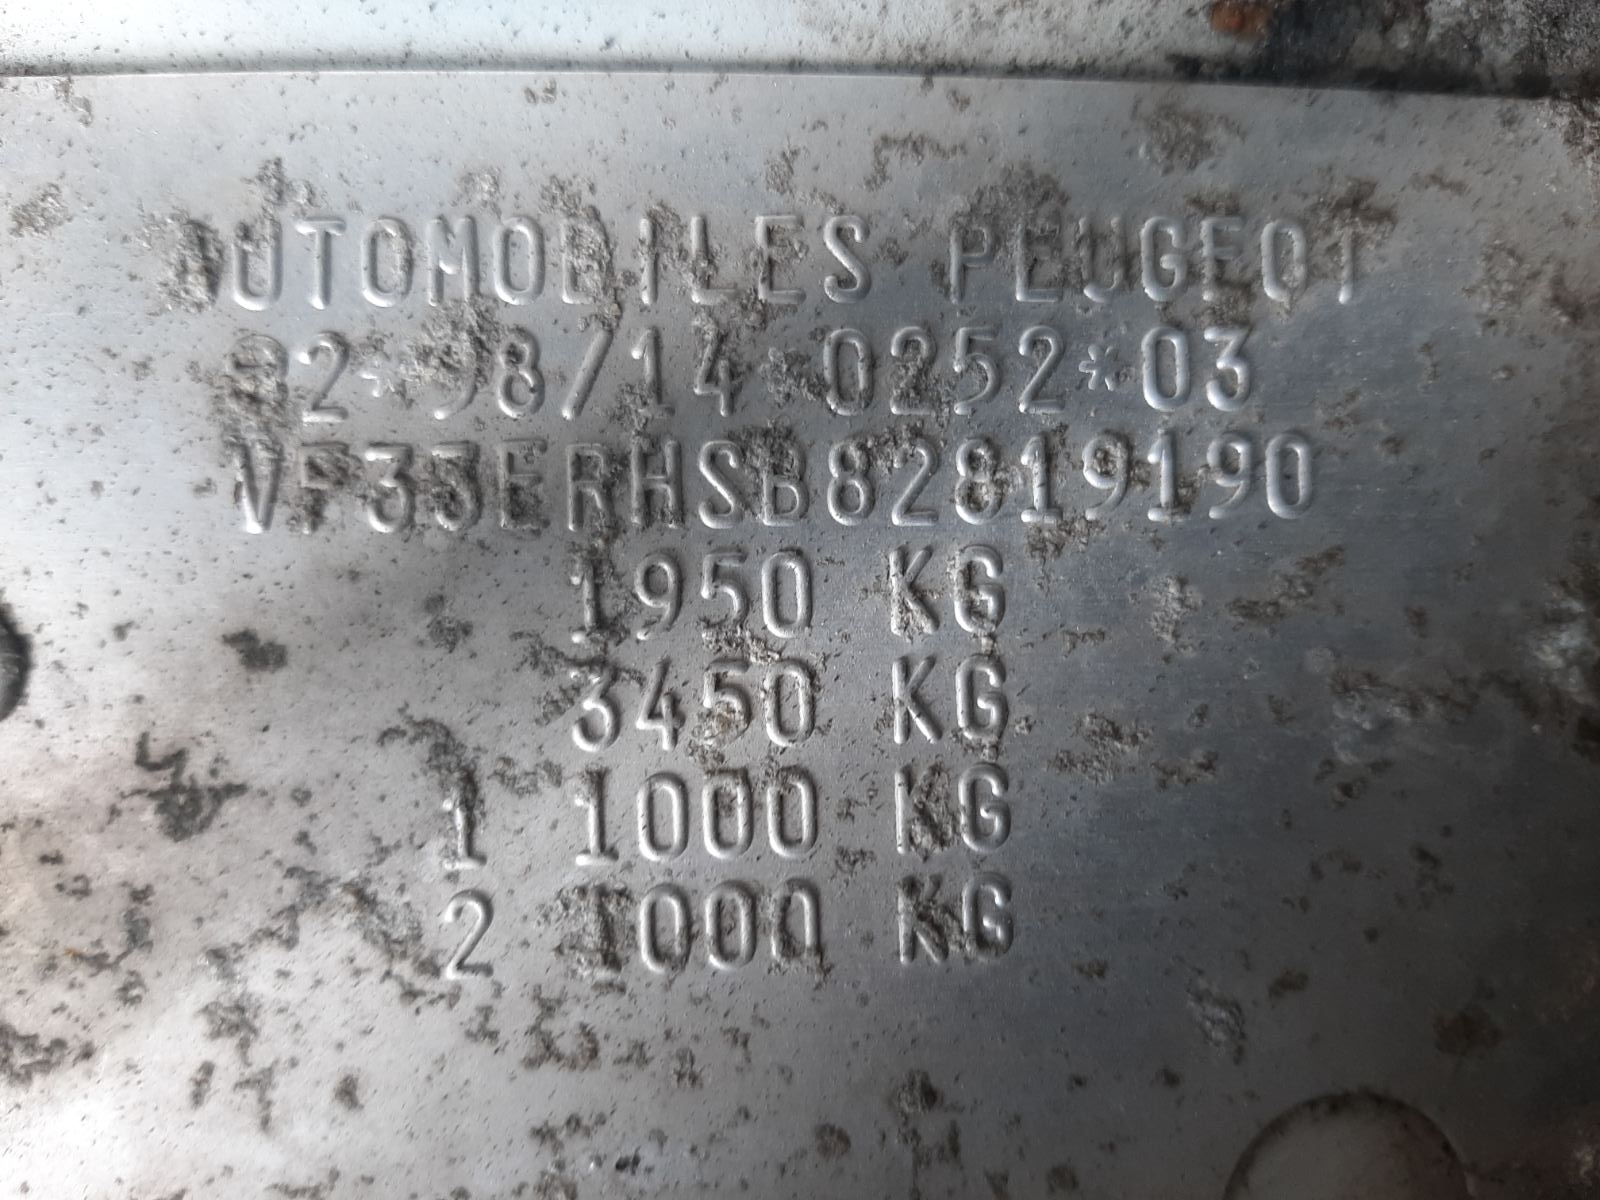 AUTOMOBILES PEUGEOT
e2*98/14*0252*03
VF33ERHSB82819190
1950 KG
3450 KG
1 1000 KG
2 1000 KG